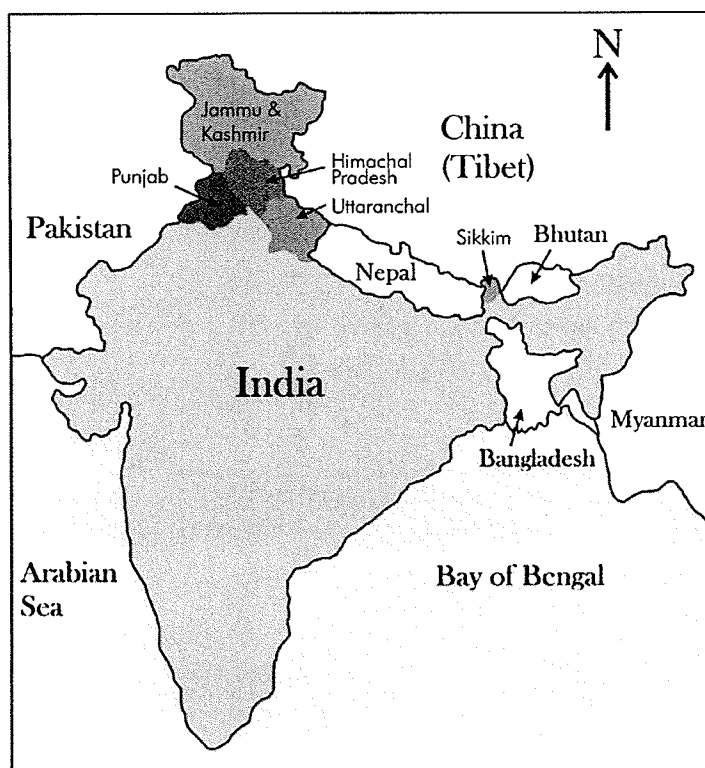 N
Jammu &
Kashmir
China
(Tibet)
Himachal
Pradesh
Punjab
Uttaranchal
Pakistan
Sikkim
Bhutan
Nepal
India
Myanmar
Bangladesh
Arabian
Sea
Bay of Bengal